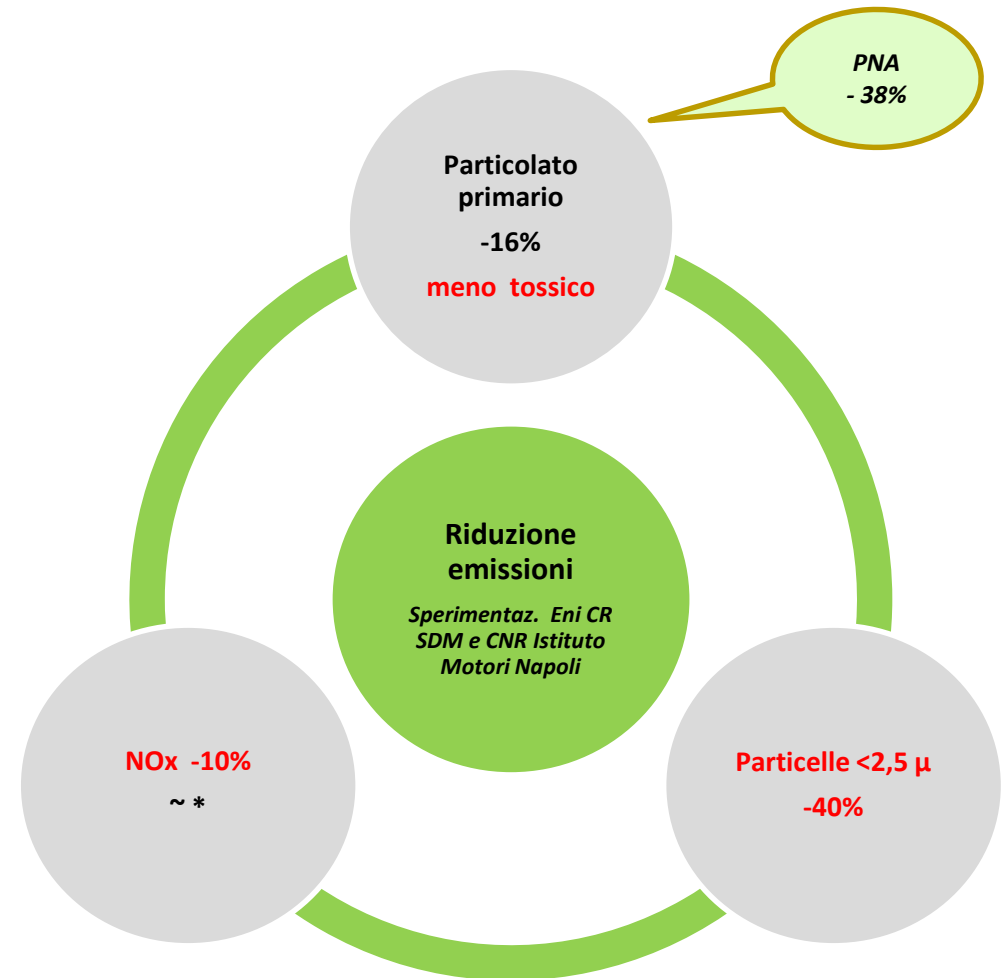 PNA
- 38%
Particolato
primario
-16%
meno tossico
Riduzione
emissioni
Sperimentaz. Eni CR
SDM e CNR Istituto
Motori Napoli
NOx -10%
~ *
Particelle <2,5 µ
-40%